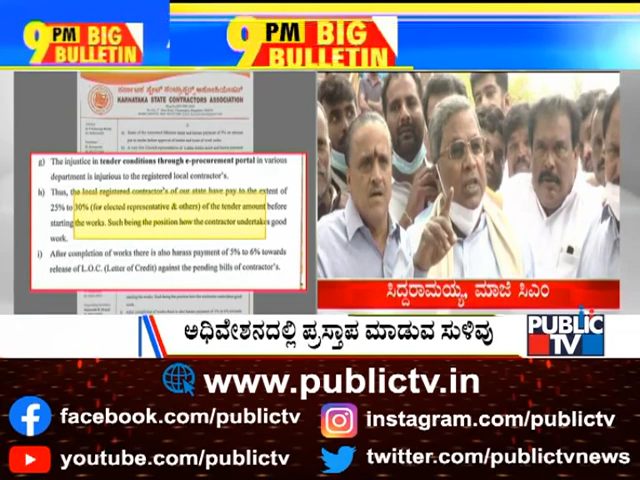 9 PM BIG BULLETIN
9 PM BIG BULLETIN
ಕರ್ನಾಟಕ ಸ್ಟೇಟ್ ಕಂಟ್ರಾಕ್ಟರ್ಸ್ ಅಸೋಸಿಯೇಷನ್
KARNATAKA STATE CONTRACTORS ASSOCIATION
g) The injustice in tender conditions through e-procurement portal in various
department is injurious to the registered local contractor's.
h) Thus, the local registered contractor's of our state have pay to the extent of
25% to 30% (for elected representative & others) of the tender amount before
starting the works. Such being the position how the contractor undertakes good
work.
i) After completion of works there is also harass payment of 5% to 6% towards
release of L.O.C (Letter of Credit) against the pending bills of contractor's.
ಸಿದ್ದರಾಮಯ್ಯ, ಮಾಜಿ ಸಿಎಂ
ಅಧಿವೇಶನದಲ್ಲಿ ಪ್ರಸ್ತಾಪ ಮಾಡುವ ಸುಳಿವು
PUBLIC TV
www.publictv.in
facebook.com/publictv
instagram.com/publictv
youtube.com/publictv
twitter.com/publictvnews